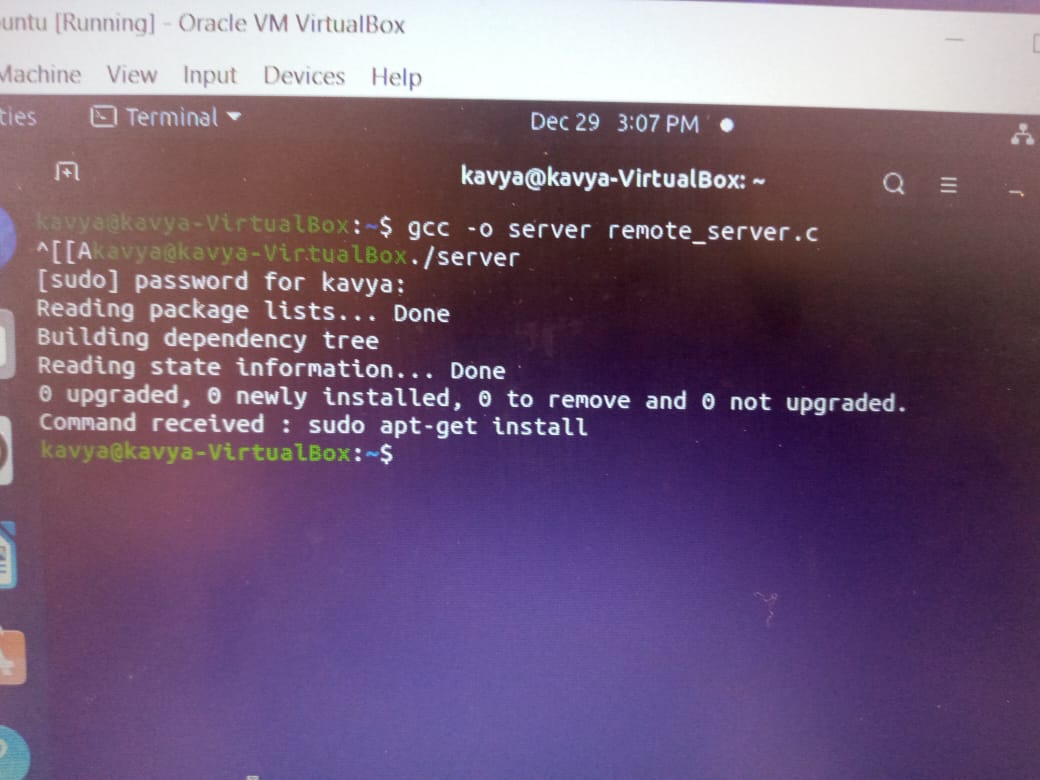 untu [Running] - Oracle VM VirtualBox
Machine View Input Devices Help
ties Terminal Dec 29 3:07 PM
kavya@kavya-VirtualBox: ~
kavya@kavya-VirtualBox:~$ gcc -o server remote_server.c
^[[Akavya@kavya-VirtualBox./server
[sudo] password for kavya:
Reading package lists... Done
Building dependency tree
Reading state information... Done
0 upgraded, 0 newly installed, 0 to remove and 0 not upgraded.
Command received : sudo apt-get install
kavya@kavya-VirtualBox:~$